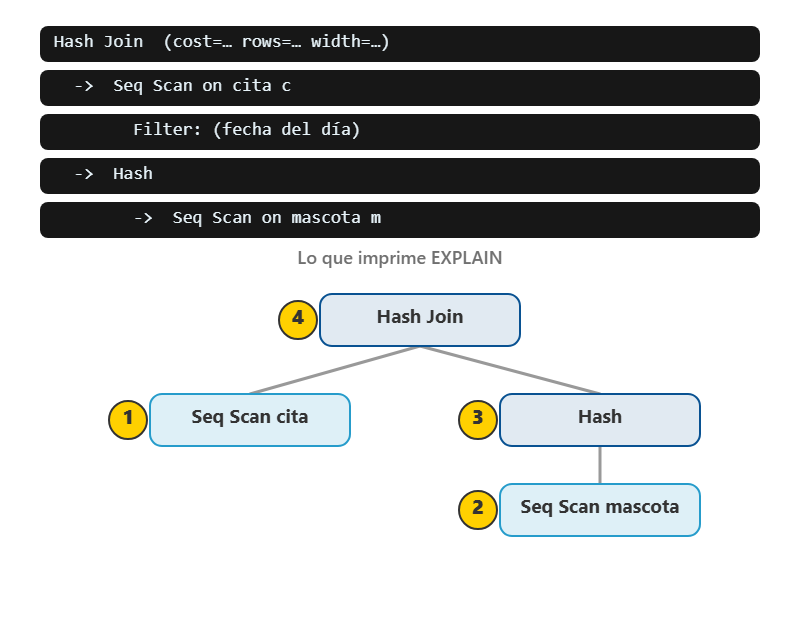 Hash Join  (cost=… rows=… width=…)
->  Seq Scan on cita c
Filter: (fecha del día)
->  Hash
->  Seq Scan on mascota m
Lo que imprime EXPLAIN
4 Hash Join
1 Seq Scan cita
3 Hash
2 Seq Scan mascota